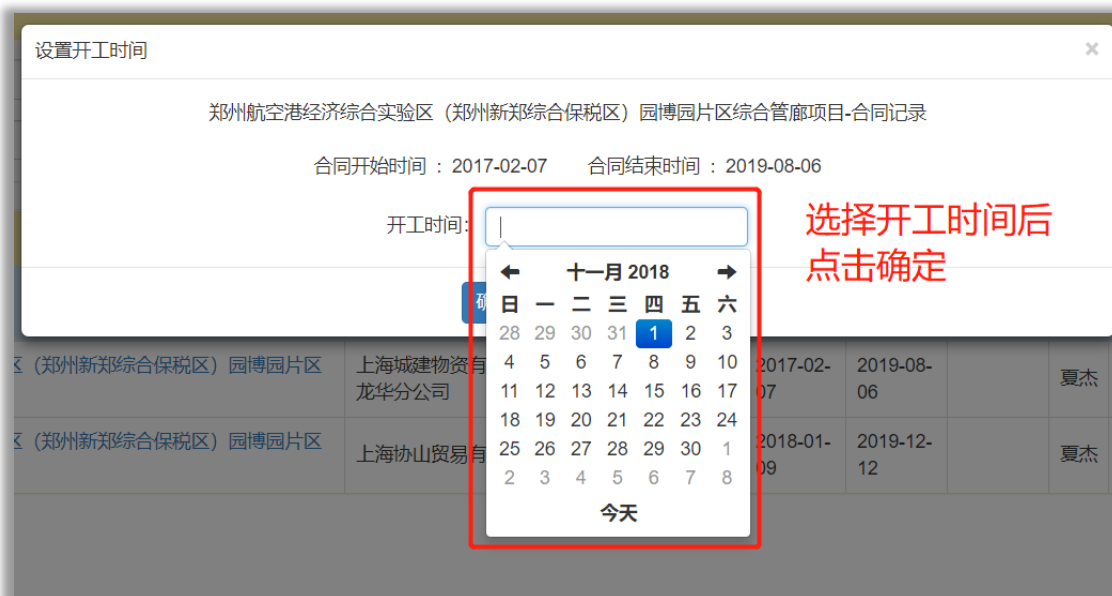 设置开工时间 ×
郑州航空港经济综合实验区（郑州新郑综合保税区）园博园片区综合管廊项目-合同记录
合同开始时间 ：2017-02-07 合同结束时间 ：2019-08-06
开工时间:
选择开工时间后
点击确定
十一月 2018
日 一 二 三 四 五 六
28 29 30 31 1 2 3
4 5 6 7 8 9 10
11 12 13 14 15 16 17
18 19 20 21 22 23 24
25 26 27 28 29 30 1
2 3 4 5 6 7 8
今天
区（郑州新郑综合保税区）园博园片区
上海城建物资有
龙华分公司
2017-02-
07
2019-08-
06
夏杰
区（郑州新郑综合保税区）园博园片区
上海协山贸易有
2018-01-
09
2019-12-
12
夏杰